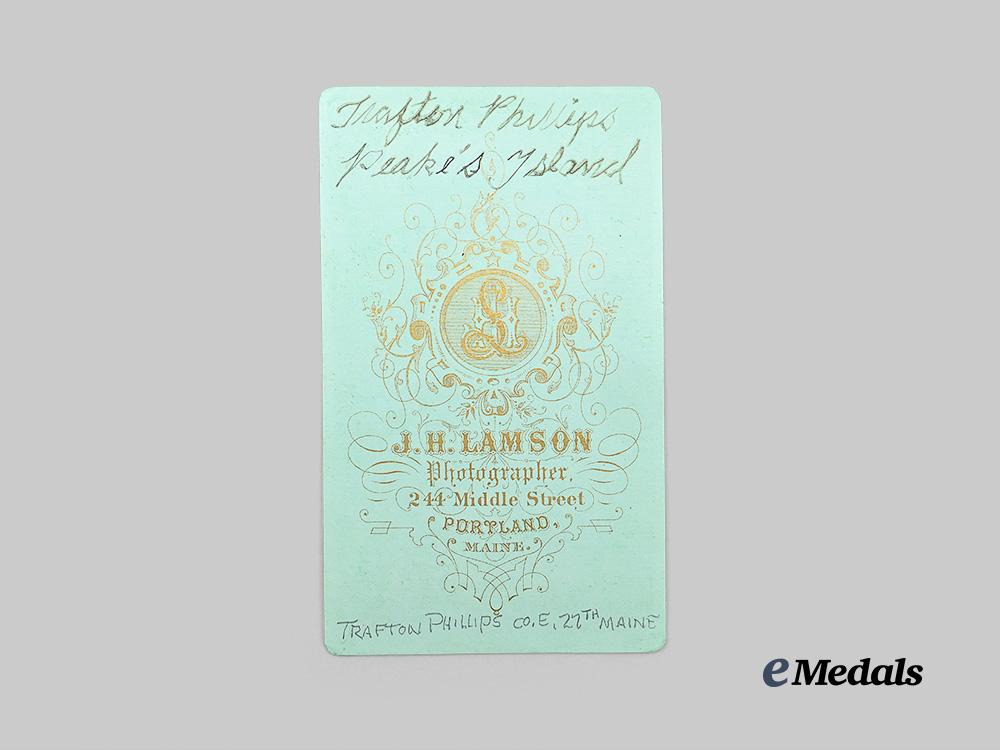 Trafton Phillips
Peake's Island
J. H. LAMSON
Photographer,
244 Middle Street
PORTLAND,
MAINE.
TRAFTON PHILLIPS CO. E, 27TH MAINE
eMedals